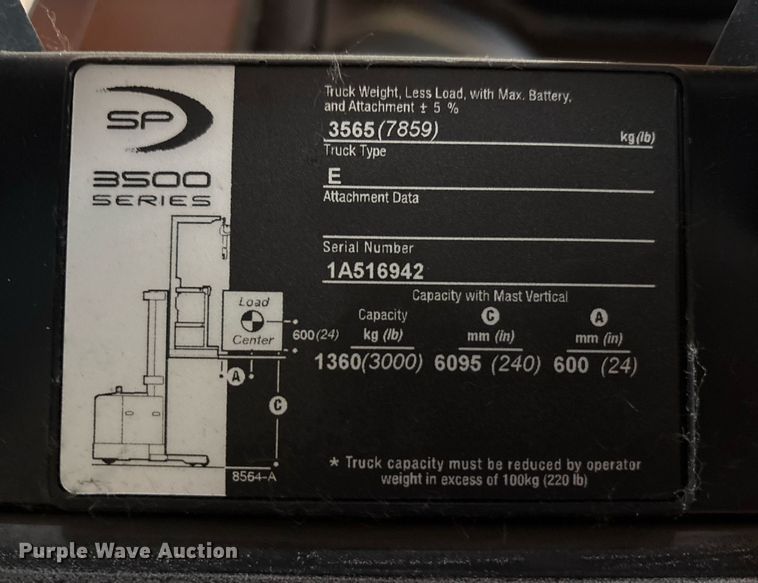 SP
3500
SERIES
Load
Center
600(24)
A
C
8564-A
Truck Weight, Less Load, with Max. Battery,
and Attachment ± 5 %
3565(7859) kg(lb)
Truck Type
E
Attachment Data
Serial Number
1A516942
Capacity with Mast Vertical
Capacity C A
kg (lb) mm (in) mm (in)
1360(3000) 6095 (240) 600 (24)
* Truck capacity must be reduced by operator
weight in excess of 100kg (220 lb)
Purple Wave Auction